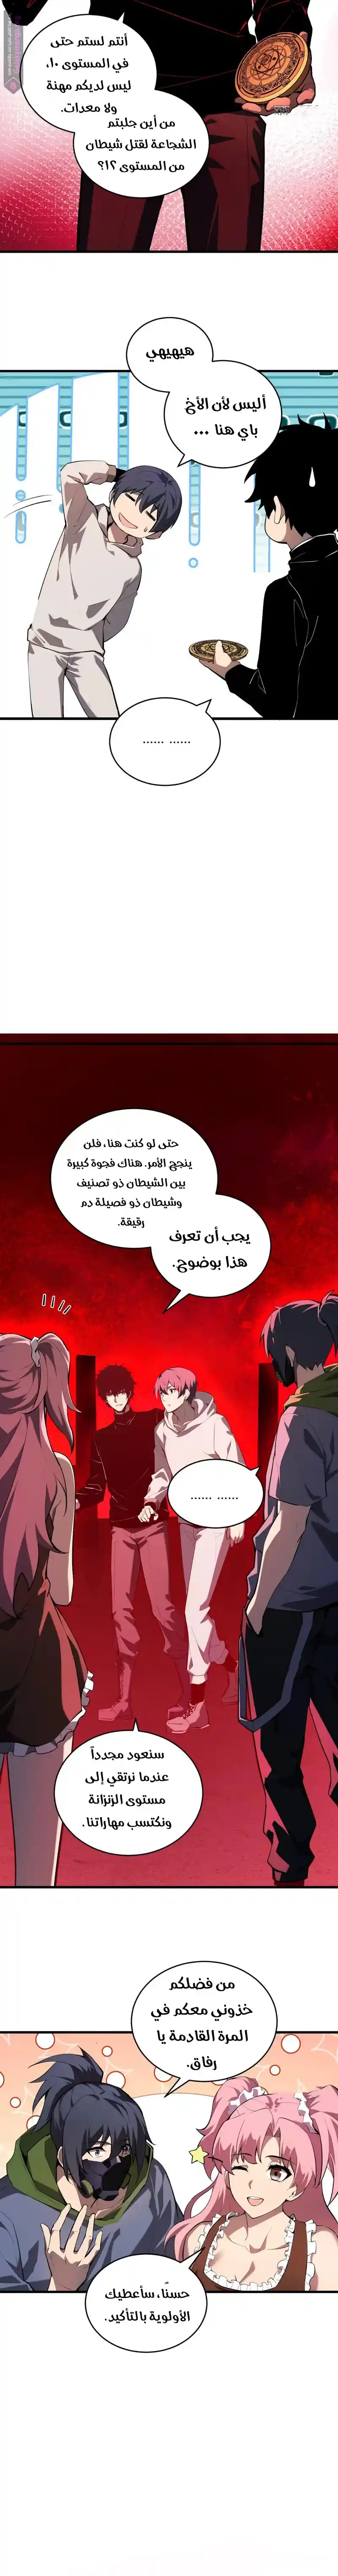 أنتم لستم حتى
في المستوى ١٠،
ليس لديكم مهنة
ولا معدات.
من أين جلبتم
الشجاعة لقتل شيطان
من المستوى ١٢؟
هيهيهي
أليس لأن الأخ
باي هنا ...
...... ......
حتى لو كنت هنا، فلن
ينجح الأمر. هناك فجوة كبيرة
بين الشيطان ذو تصنيف
وشيطان ذو فصيلة دم
رقيقة.
يجب أن تعرف
هذا بوضوح.
...... ......
سنعود مجدداً
عندما نرتقي إلى
مستوى الزنزانة
ونكتسب مهاراتنا.
من فضلكم
خذوني معكم في
المرة القادمة يا
رفاق.
حسنًا، سأعطيك
الأولوية بالتأكيد.